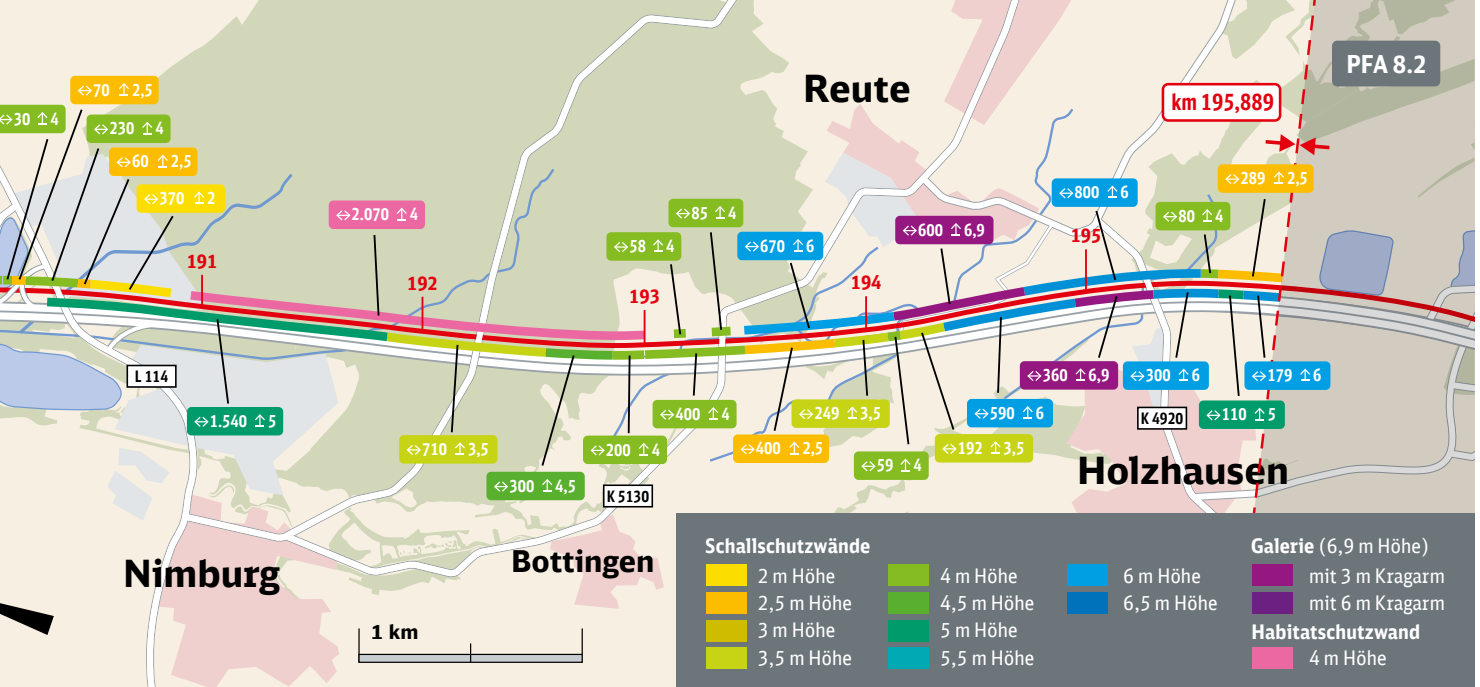 PFA 8.2
Reute
km 195,889
↔70 ↥2,5
↔30 ↥4
↔230 ↥4
↔60 ↥2,5
↔370 ↥2
↔2.070 ↥4
↔85 ↥4
↔58 ↥4
↔670 ↥6
↔600 ↥6,9
↔800 ↥6
↔80 ↥4
↔289 ↥2,5
191
192
193
194
195
L 114
↔1.540 ↥5
↔710 ↥3,5
↔300 ↥4,5
↔200 ↥4
↔400 ↥4
↔400 ↥2,5
↔249 ↥3,5
↔59 ↥4
↔192 ↥3,5
↔590 ↥6
↔360 ↥6,9
↔300 ↥6
↔110 ↥5
↔179 ↥6
K 4920
K 5130
Holzhausen
Nimburg
Bottingen
1 km
Schallschutzwände
2 m Höhe
2,5 m Höhe
3 m Höhe
3,5 m Höhe
4 m Höhe
4,5 m Höhe
5 m Höhe
5,5 m Höhe
6 m Höhe
6,5 m Höhe
Galerie (6,9 m Höhe)
mit 3 m Kragarm
mit 6 m Kragarm
Habitatschutzwand
4 m Höhe